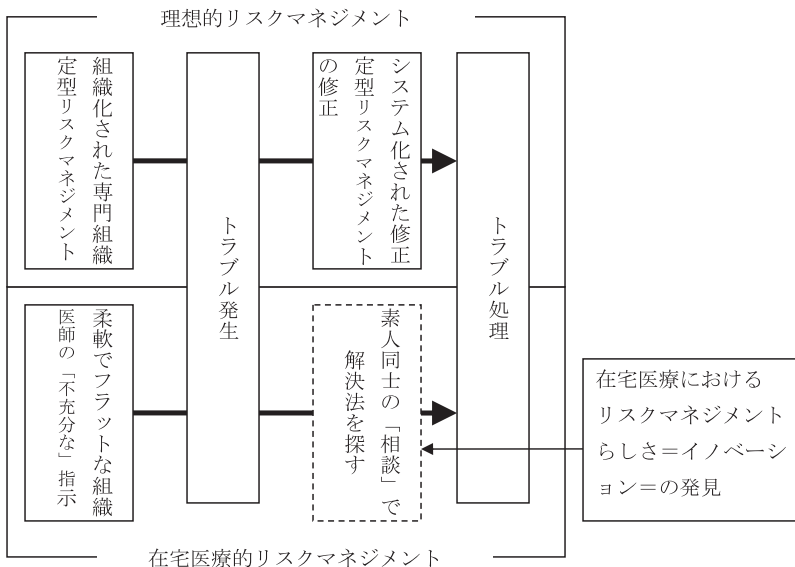 理想的リスクマネジメント
組織化された専門組織
定型リスクマネジメント
トラブル発生
システム化された修正
定型リスクマネジメント
の修正
トラブル処理
柔軟でフラットな組織
医師の「不充分な」指示
素人同士の「相談」で
解決法を探す
在宅医療における
リスクマネジメント
らしさ＝イノベーシ
ョン＝の発見
在宅医療的リスクマネジメント